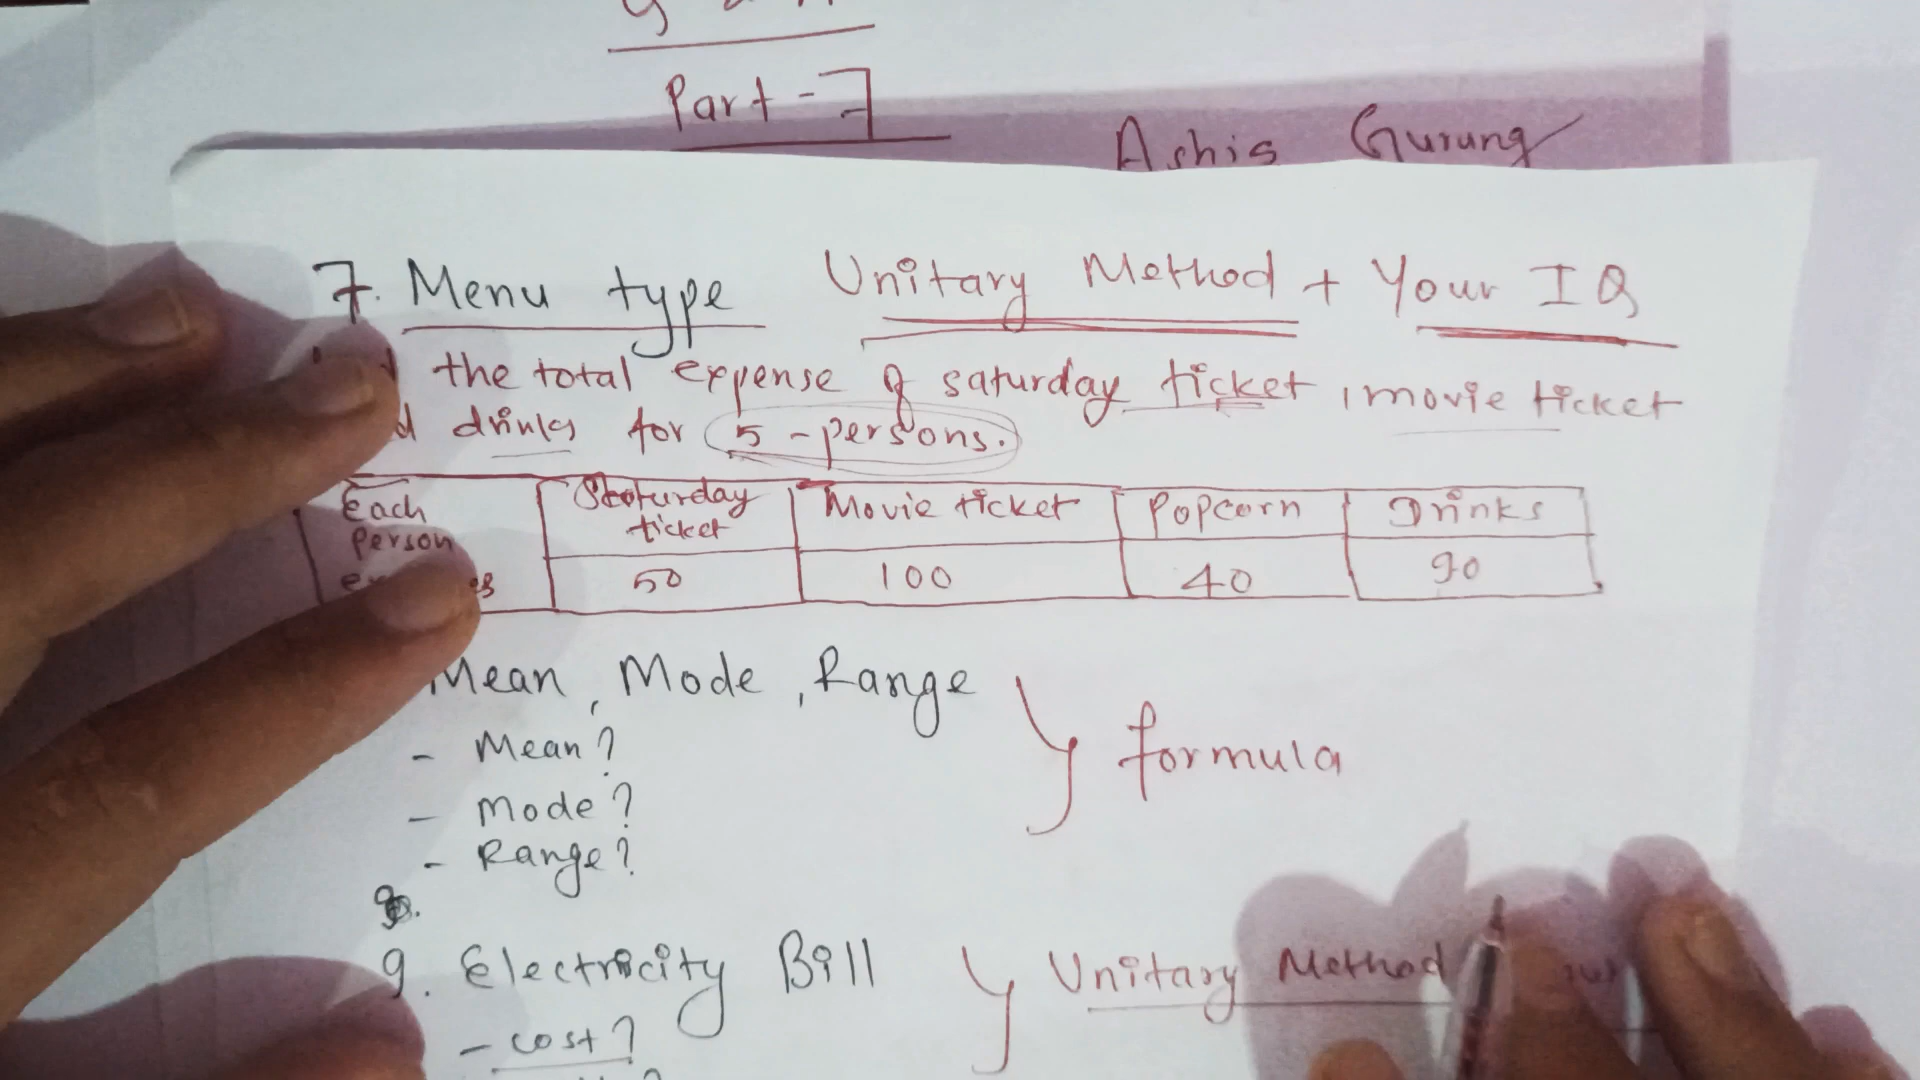 Part-7
Ashis Gurung
7. Menu type Unitary Method + Your IQ
the total expense of saturday ticket, movie ticket
drinks for 5-persons.
Each person
Saturday ticket
Movie ticket
Popcorn
Drinks
50
100
40
90
Mean, Mode, Range
- Mean?
- Mode?
- Range?
formula
9. Electricity Bill
Unitary Method
- cost?